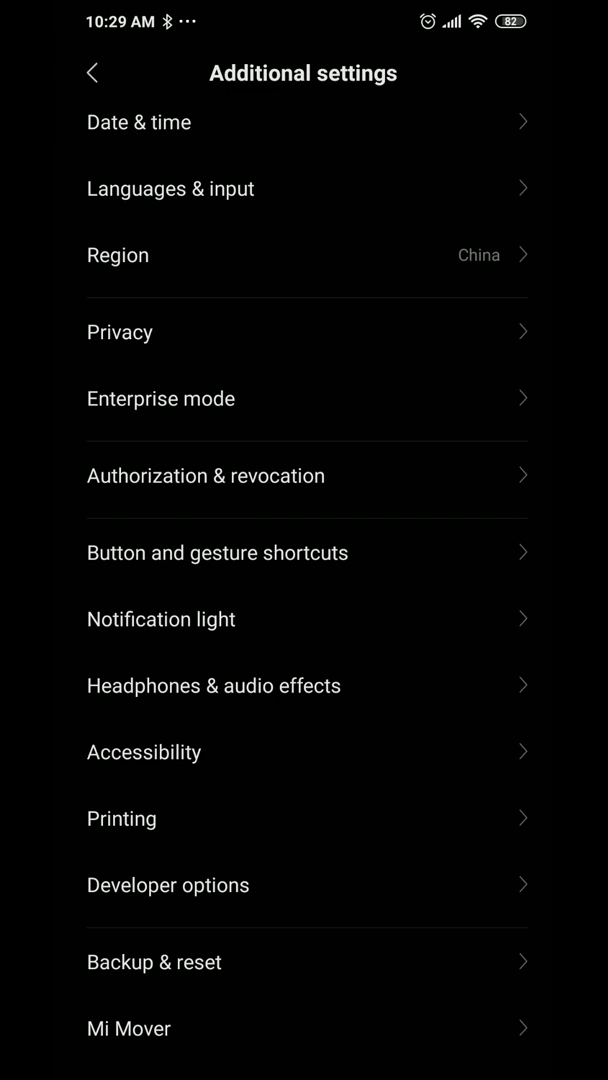 10:29 AM ...
82
Additional settings
Date & time
Languages & input
Region China
Privacy
Enterprise mode
Authorization & revocation
Button and gesture shortcuts
Notification light
Headphones & audio effects
Accessibility
Printing
Developer options
Backup & reset
Mi Mover